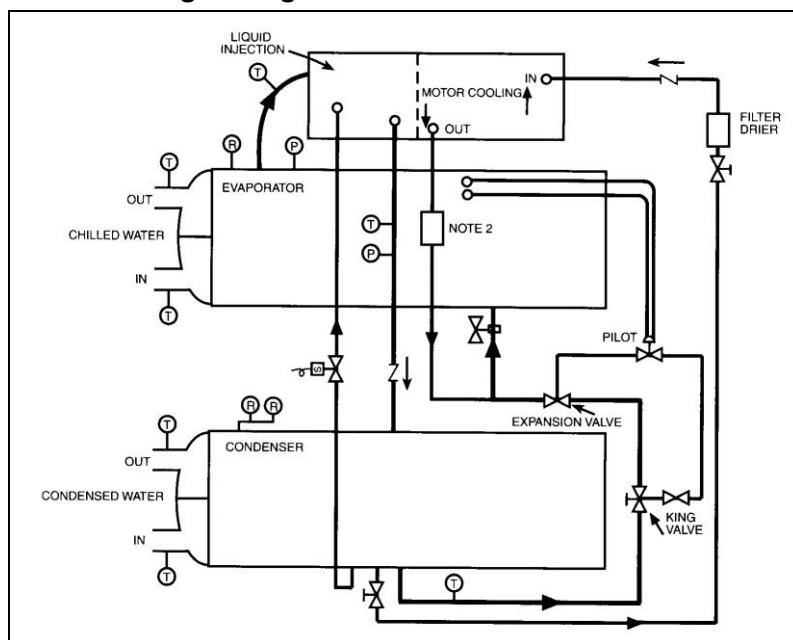 LIQUID
INJECTION
T
IN
MOTOR COOLING
OUT
FILTER
DRIER
T
R
P
EVAPORATOR
OUT
T
P
NOTE 2
CHILLED WATER
IN
T
PILOT
S
EXPANSION VALVE
T
R
R
CONDENSER
OUT
CONDENSED WATER
KING
VALVE
IN
T
T